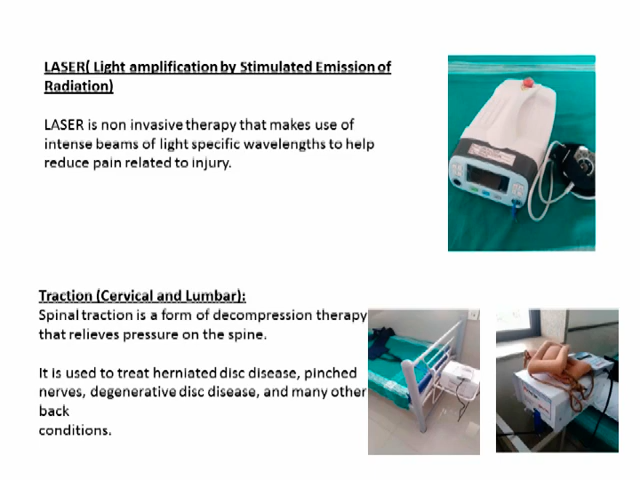 LASER( Light amplification by Stimulated Emission of
Radiation)
LASER is non invasive therapy that makes use of
intense beams of light specific wavelengths to help
reduce pain related to injury.
Traction (Cervical and Lumbar):
Spinal traction is a form of decompression therapy
that relieves pressure on the spine.
It is used to treat herniated disc disease, pinched
nerves, degenerative disc disease, and many other
back
conditions.